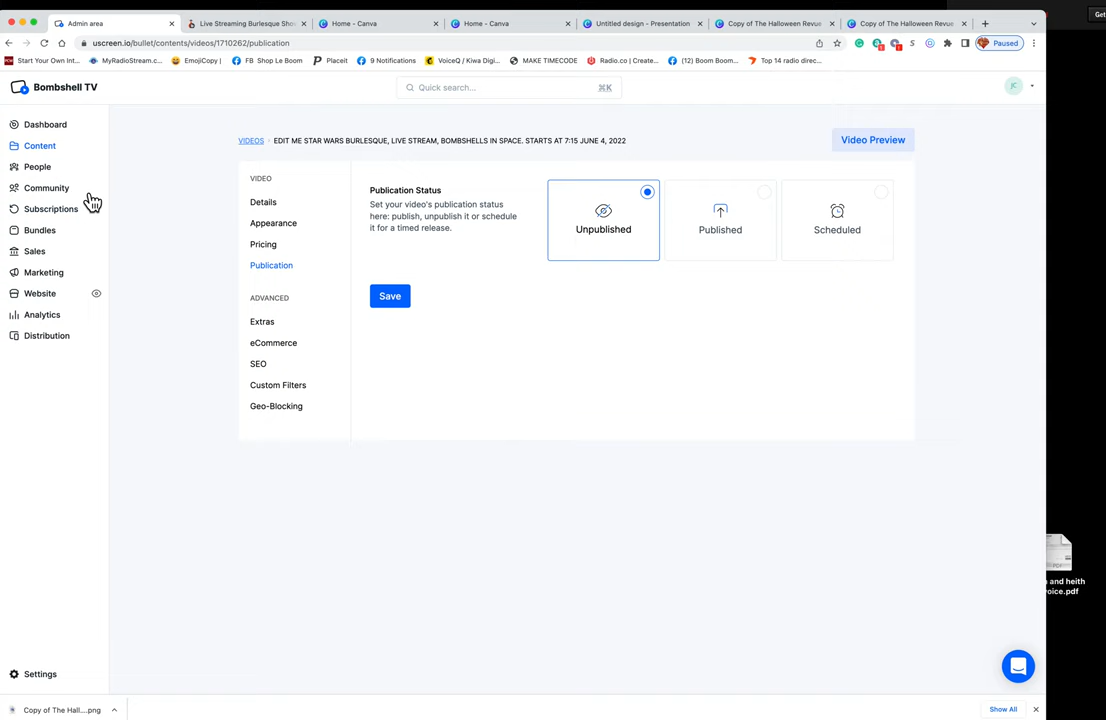 Get
Admin area
Live Streaming Burlesque Show
Home - Canva
Home - Canva
Untitled design - Presentation
Copy of The Halloween Revue
Copy of The Halloween Revue
uscreen.io/bullet/contents/videos/1710262/publication
Paused
Start Your Own Int...
MyRadioStream.c...
EmojiCopy |
FB Shop Le Boom
Placeit
9 Notifications
VoiceQ / Kiwa Digi...
MAKE TIMECODE
Radio.co | Create...
(12) Boom Boom...
Top 14 radio direc...
Bombshell TV
Quick search...
⌘K
JC
Dashboard
Content
People
Community
Subscriptions
Bundles
Sales
Marketing
Website
Analytics
Distribution
Settings
VIDEOS › EDIT ME STAR WARS BURLESQUE, LIVE STREAM, BOMBSHELLS IN SPACE. STARTS AT 7:15 JUNE 4, 2022
Video Preview
VIDEO
Details
Appearance
Pricing
Publication
ADVANCED
Extras
eCommerce
SEO
Custom Filters
Geo-Blocking
Publication Status
Set your video's publication status
here: publish, unpublish it or schedule
it for a timed release.
Unpublished
Published
Scheduled
Save
and heith
voice.pdf
Copy of The Hall....png
Show All